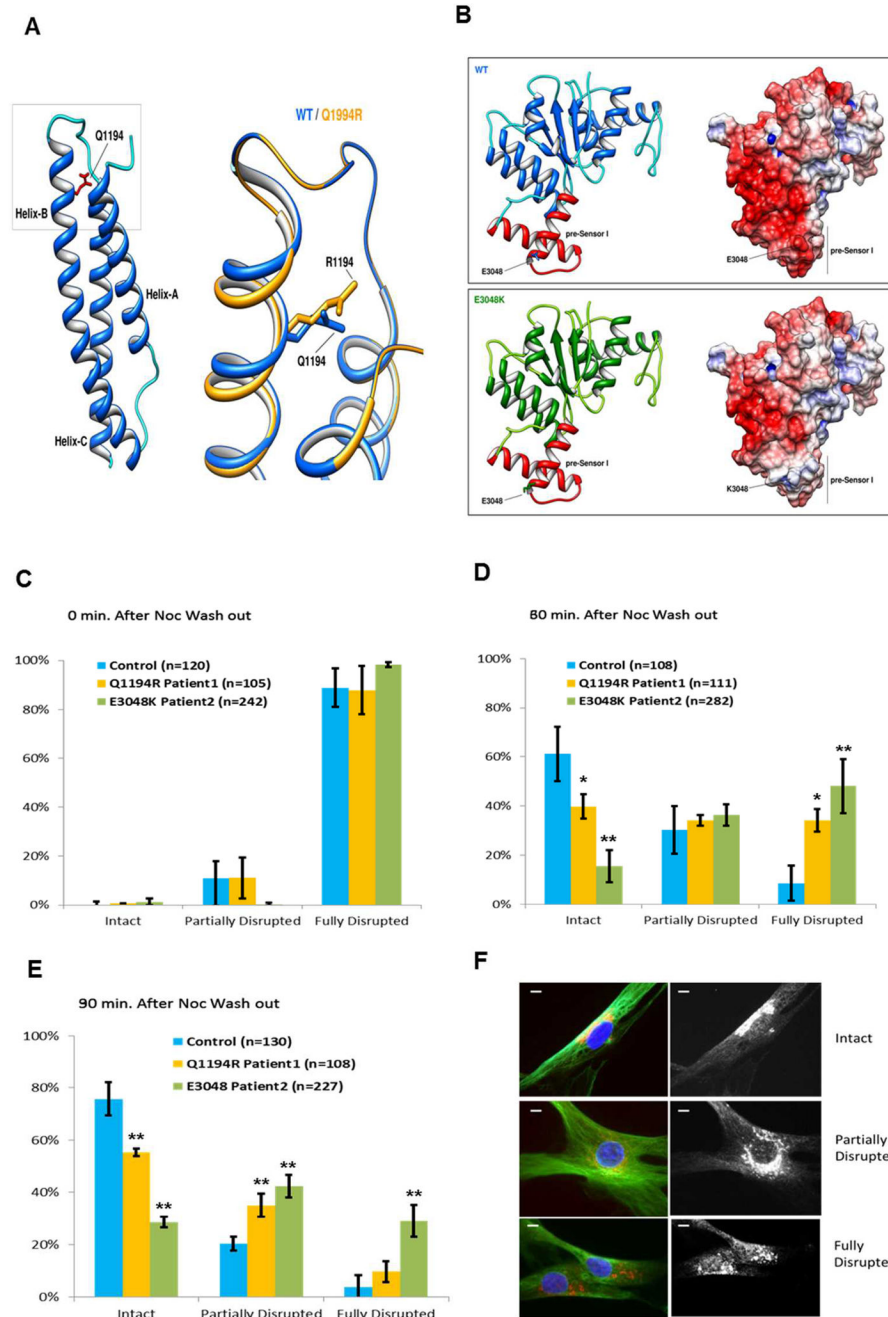 A
Q1194
Helix-B
Helix-A
Helix-C
WT / Q1994R
R1194
Q1194
B
WT
pre-Sensor I
E3048
E3048
pre-Sensor I
E3048K
pre-Sensor I
E3048
K3048
pre-Sensor I
C
0 min. After Noc Wash out
100%
80%
60%
40%
20%
0%
Control (n=120)
Q1194R Patient1 (n=105)
E3048K Patient2 (n=242)
Intact
Partially Disrupted
Fully Disrupted
D
60 min. After Noc Wash out
100%
80%
60%
40%
20%
0%
Control (n=108)
Q1194R Patient1 (n=111)
E3048K Patient2 (n=282)
*
**
*
**
Intact
Partially Disrupted
Fully Disrupted
E
90 min. After Noc Wash out
100%
80%
60%
40%
20%
0%
Control (n=130)
Q1194R Patient1 (n=108)
E3048 Patient2 (n=227)
**
**
**
**
**
Intact
Partially Disrupted
Fully Disrupted
F
Intact
Partially
Disrupte
Fully
Disrupte